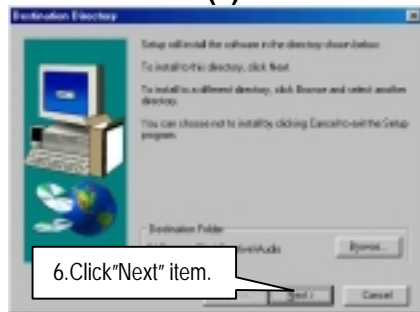 Destination Directory
Setup will install the software in the directory shown below.
To install to this directory, click Next.
To install to a different directory, click Browse and select another
directory.
You can choose not to install by clicking Cancel to exit the Setup
program.
Destination Folder
Browse...
6.Click"Next" item.
Next >
Cancel